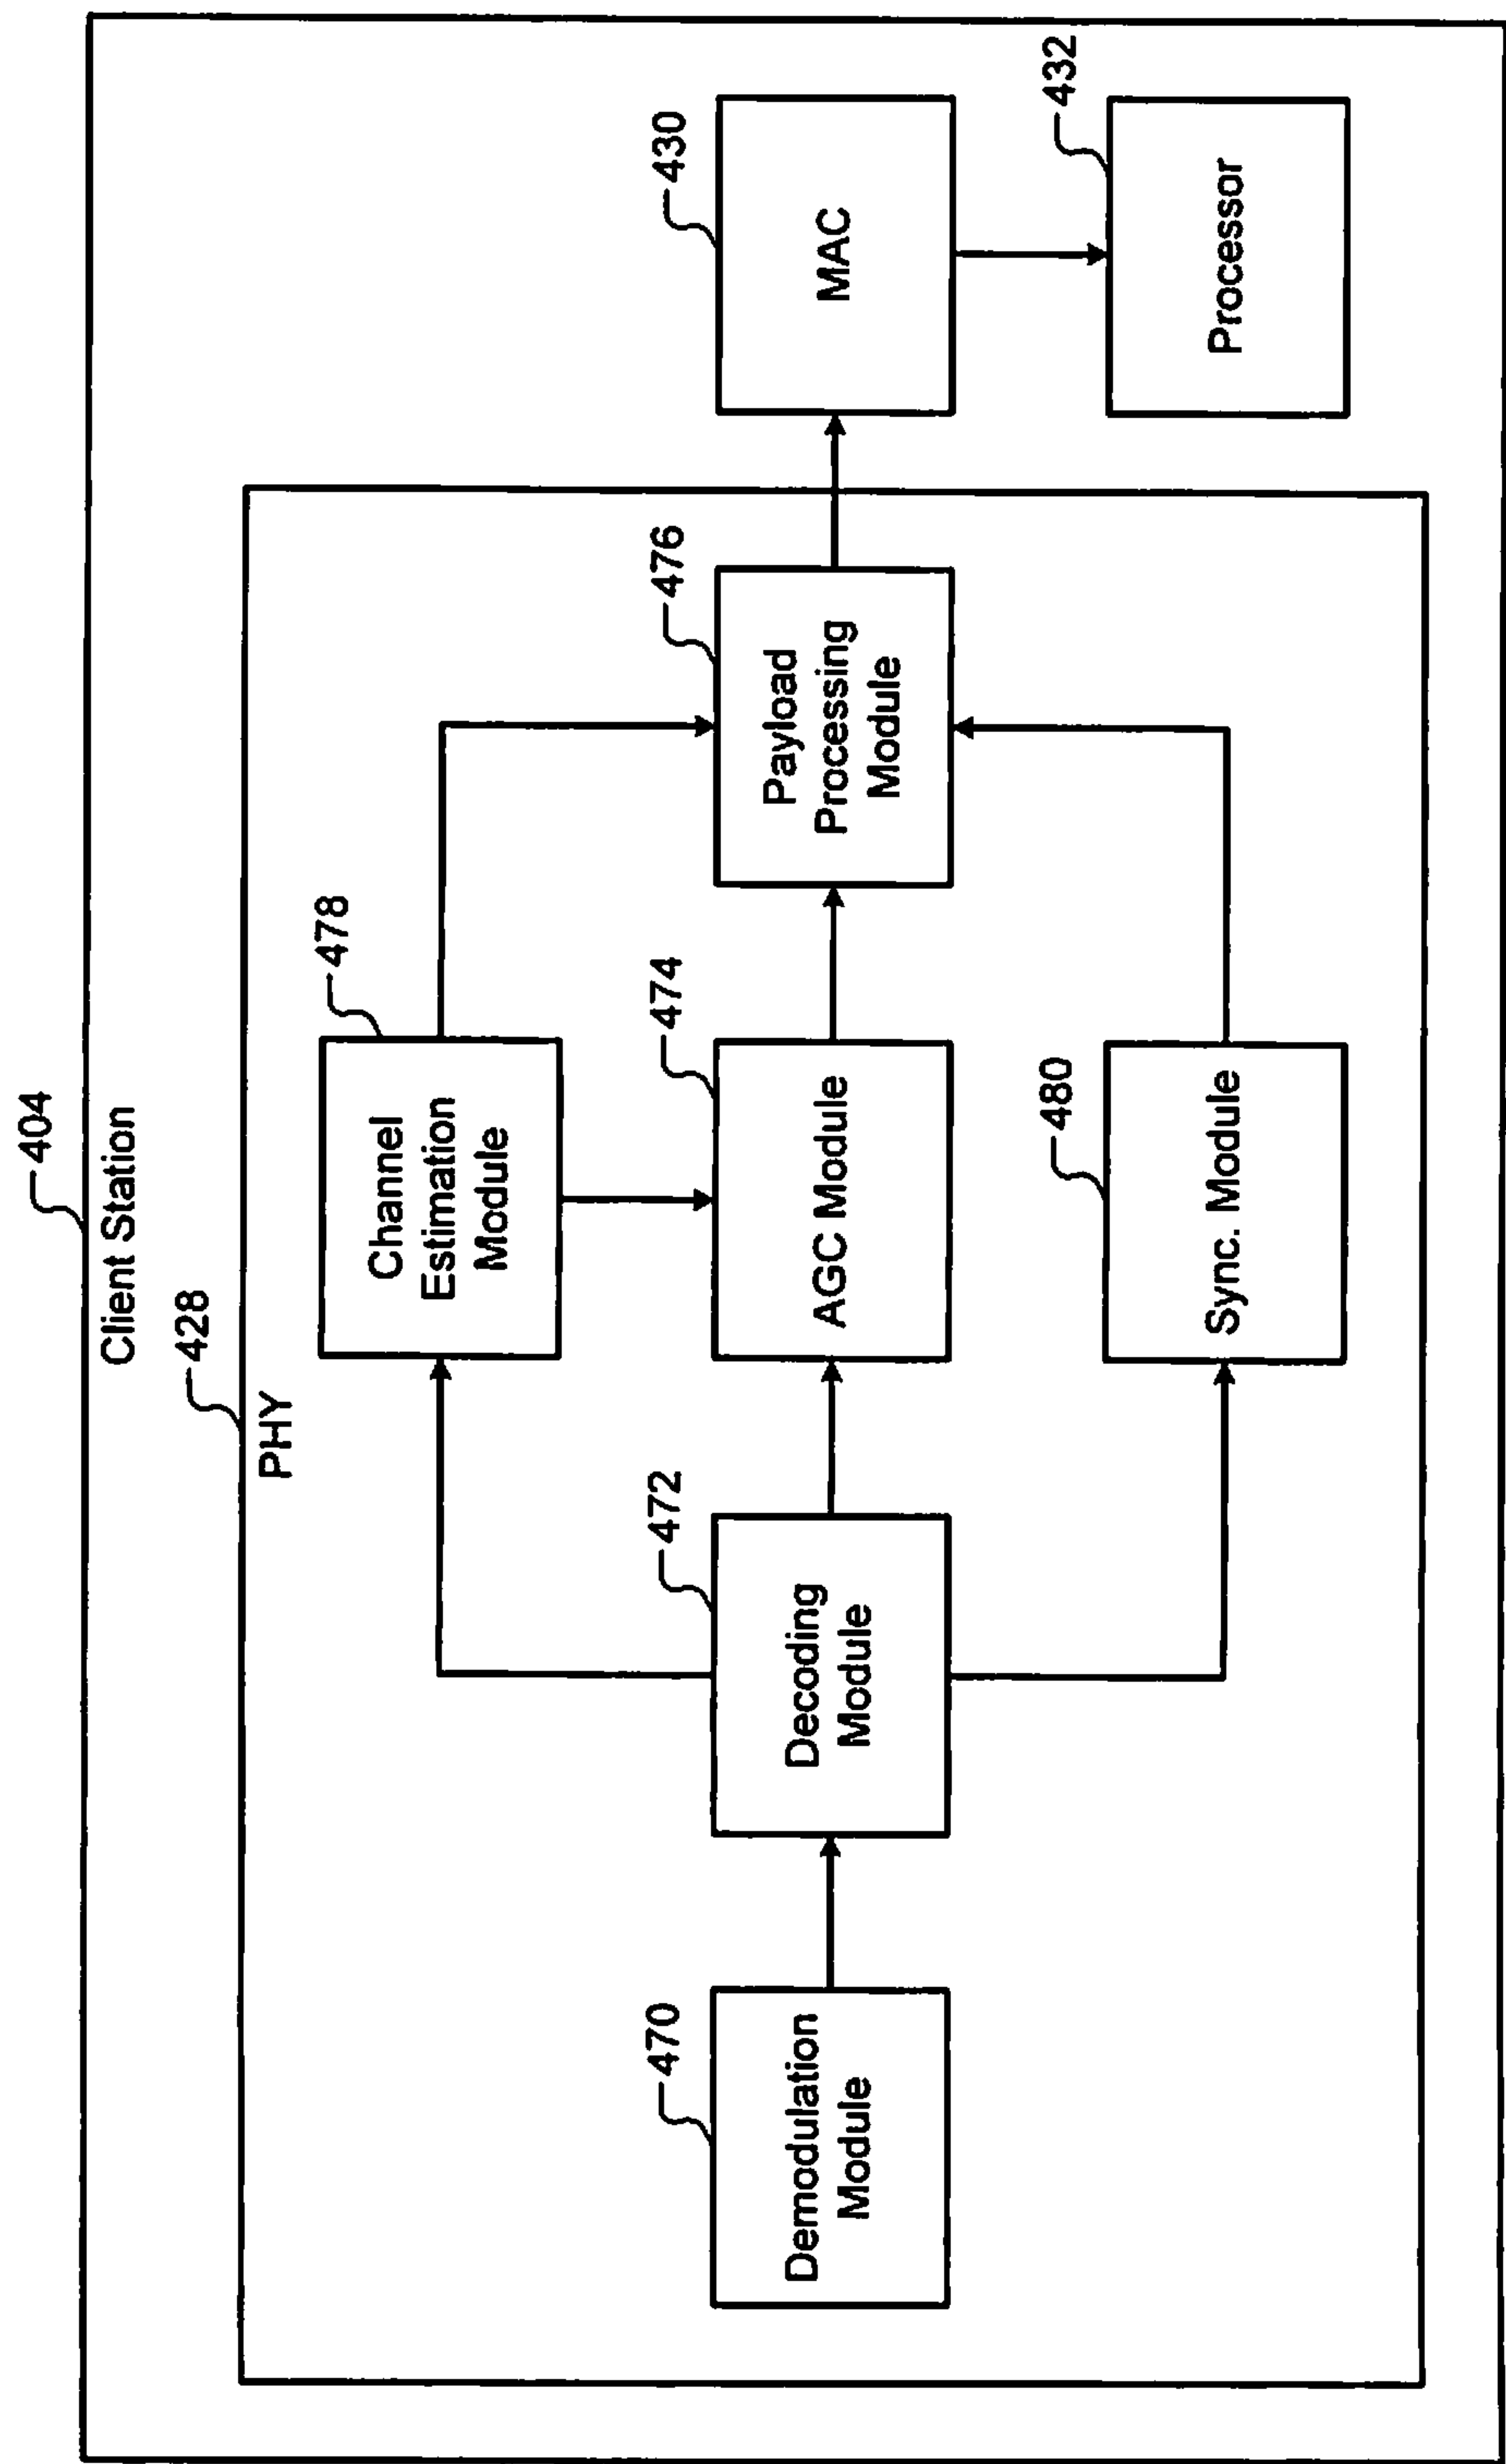 404
Client Station
428
PHY
478
Channel
Estimation
Module
470
Demodulation
Module
472
Decoding
Module
474
AGC Module
476
Payload
Processing
Module
430
MAC
480
Sync. Module
432
Processor